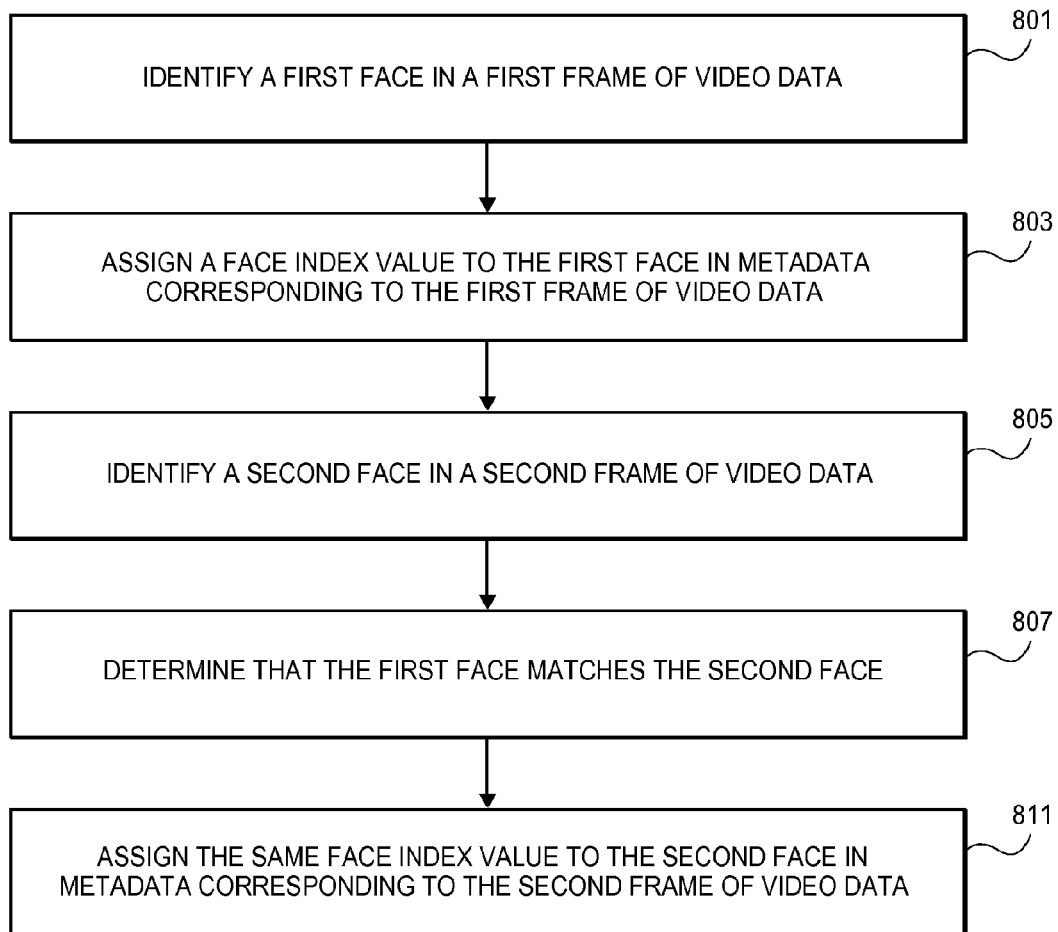 801
IDENTIFY A FIRST FACE IN A FIRST FRAME OF VIDEO DATA
803
ASSIGN A FACE INDEX VALUE TO THE FIRST FACE IN METADATA
CORRESPONDING TO THE FIRST FRAME OF VIDEO DATA
805
IDENTIFY A SECOND FACE IN A SECOND FRAME OF VIDEO DATA
807
DETERMINE THAT THE FIRST FACE MATCHES THE SECOND FACE
811
ASSIGN THE SAME FACE INDEX VALUE TO THE SECOND FACE IN
METADATA CORRESPONDING TO THE SECOND FRAME OF VIDEO DATA